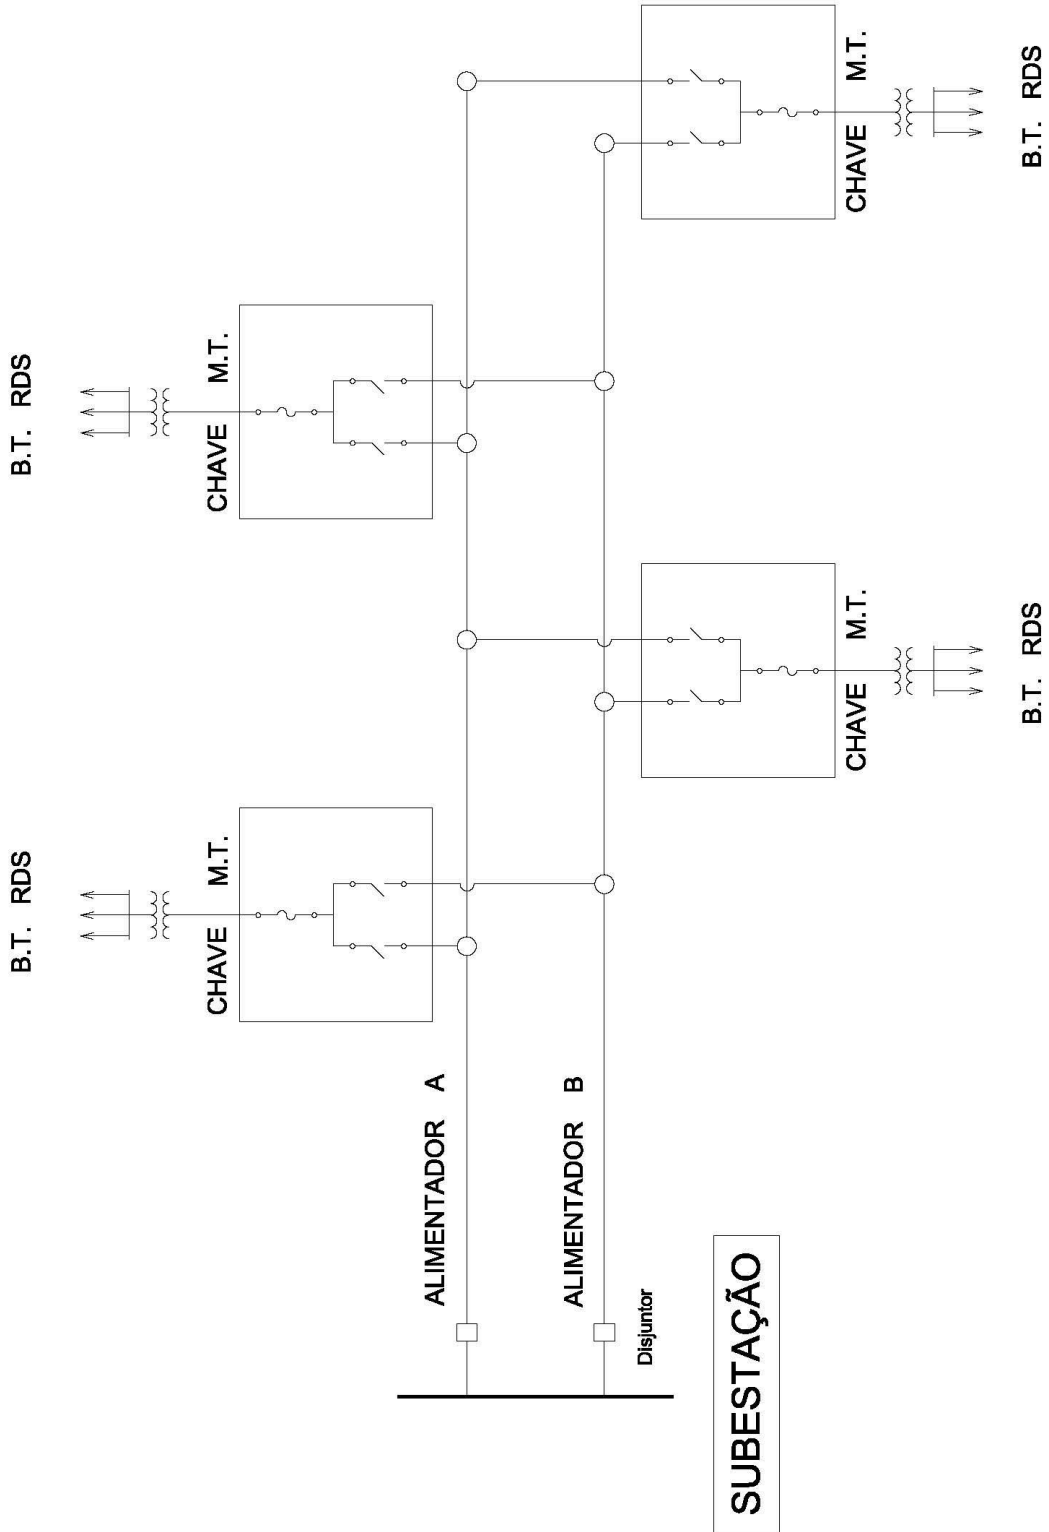 B.T. RDS
B.T. RDS
CHAVE M.T.
CHAVE M.T.
ALIMENTADOR A
ALIMENTADOR B
Disjuntor
SUBESTAÇÃO
CHAVE M.T.
CHAVE M.T.
B.T. RDS
B.T. RDS